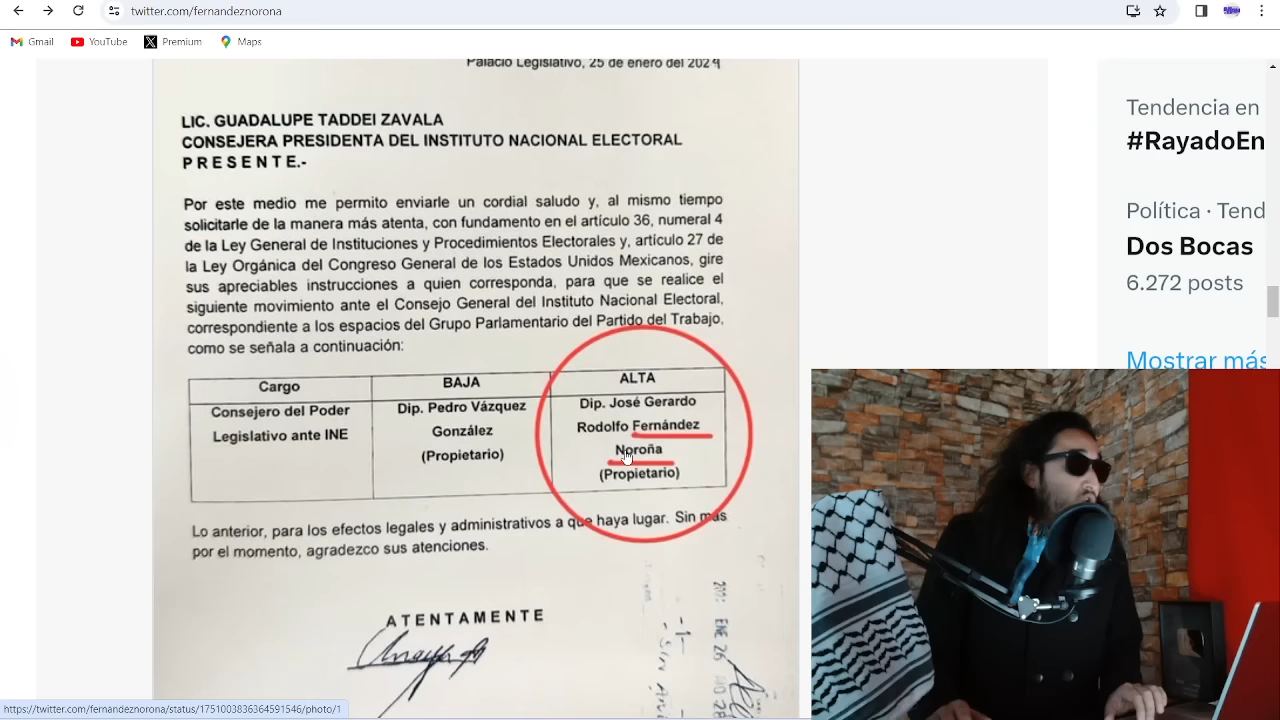 twitter.com/fernandeznorona
Gmail YouTube Premium Maps
Palacio Legislativo, 25 de enero del 2024
LIC. GUADALUPE TADDEI ZAVALA
CONSEJERA PRESIDENTA DEL INSTITUTO NACIONAL ELECTORAL
P R E S E N T E.-
Por este medio me permito enviarle un cordial saludo y, al mismo tiempo
solicitarle de la manera más atenta, con fundamento en el artículo 36, numeral 4
de la Ley General de Instituciones y Procedimientos Electorales y, artículo 27 de
la Ley Orgánica del Congreso General de los Estados Unidos Mexicanos, gire
sus apreciables instrucciones a quien corresponda, para que se realice el
siguiente movimiento ante el Consejo General del Instituto Nacional Electoral,
correspondiente a los espacios del Grupo Parlamentario del Partido del Trabajo,
como se señala a continuación:
Cargo BAJA ALTA
Consejero del Poder Dip. Pedro Vázquez Dip. José Gerardo
Legislativo ante INE González Rodolfo Fernández
(Propietario) Noroña
(Propietario)
Lo anterior, para los efectos legales y administrativos a que haya lugar. Sin más
por el momento, agradezco sus atenciones.
A T E N T A M E N T E
ENE 26
Tendencia en
#RayadoEn
Política · Tend
Dos Bocas
6.272 posts
Mostrar más
https://twitter.com/fernandeznorona/status/1751003836364591546/photo/1